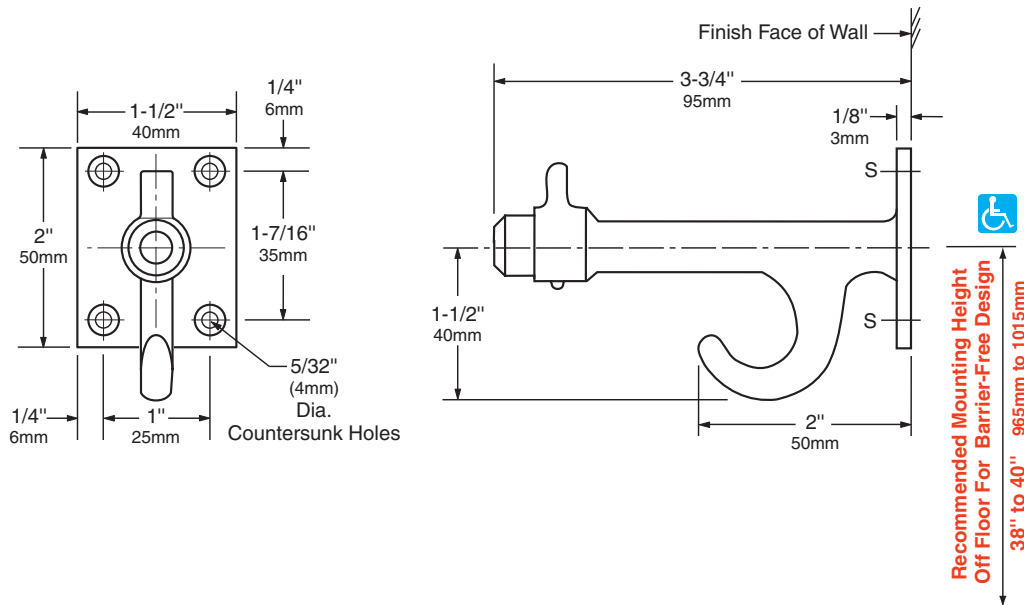 Finish Face of Wall
3-3/4"
95mm
1/8"
3mm
S
S
1-1/2"
40mm
2"
50mm
1/4"
6mm
1-1/2"
40mm
2"
50mm
1-7/16"
35mm
5/32"
(4mm)
Dia.
Countersunk Holes
1/4"
6mm
1"
25mm
Recommended Mounting Height
Off Floor For Barrier-Free Design
38" to 40" 965mm to 1015mm